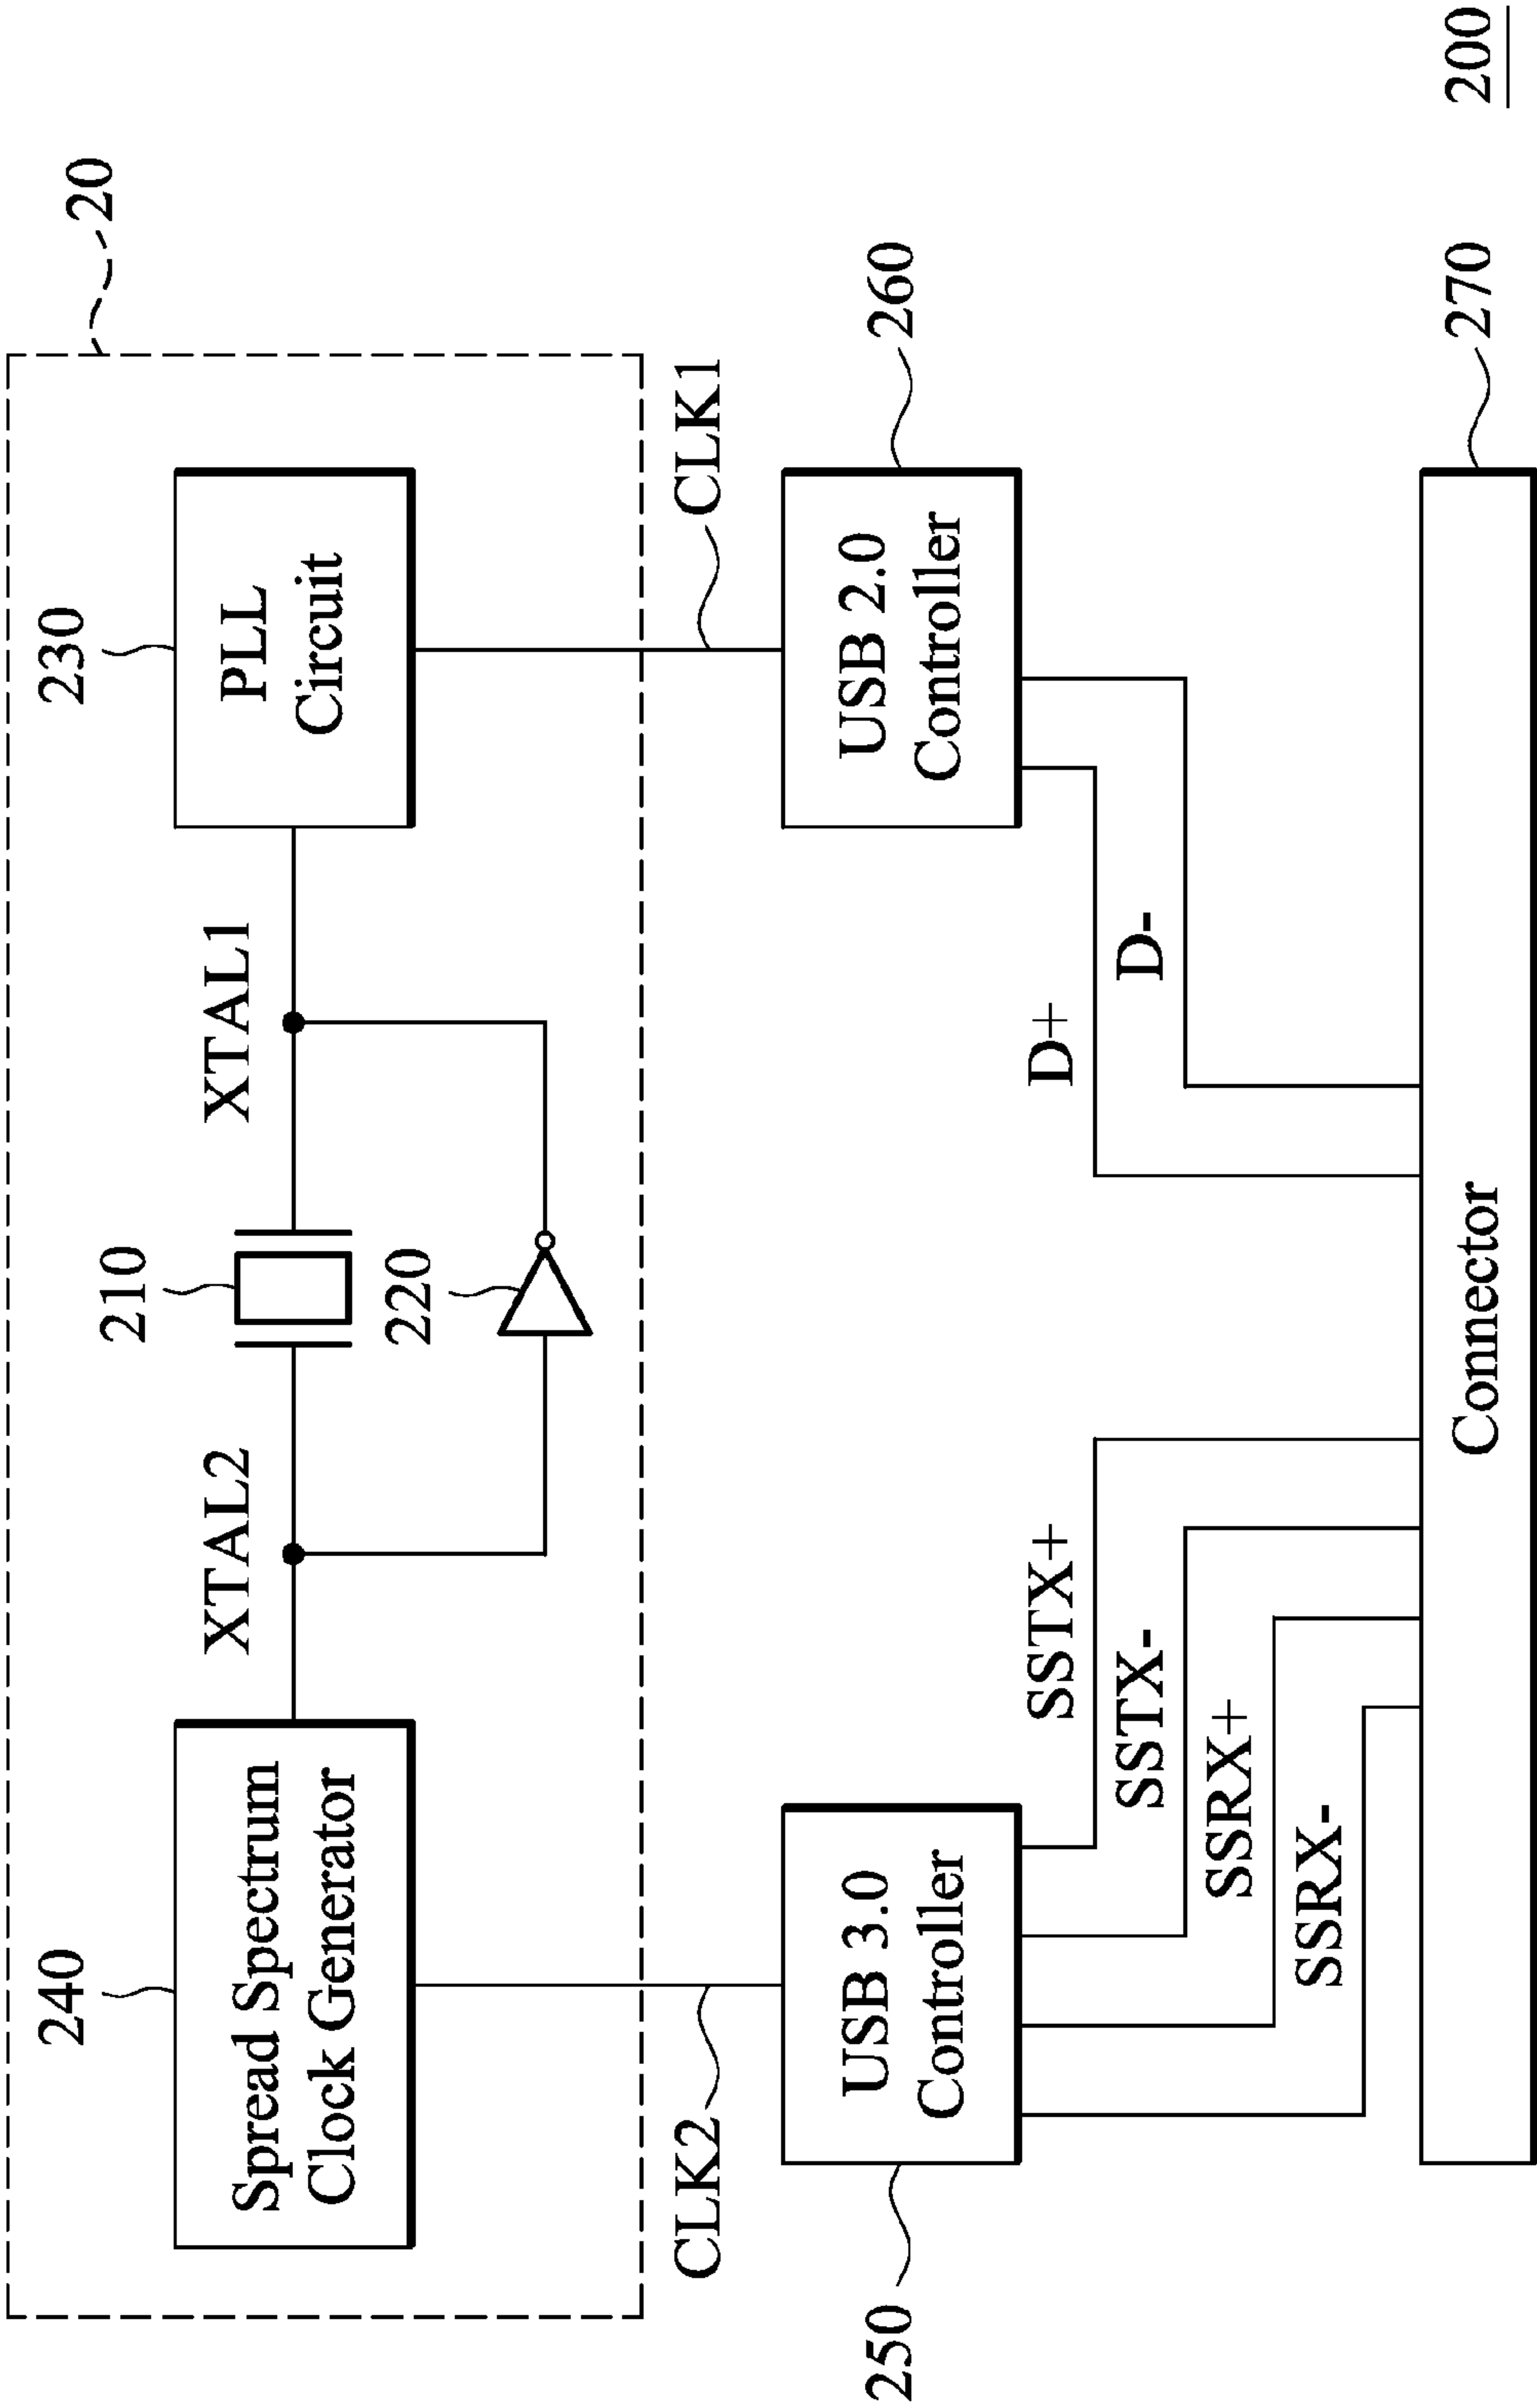 20
240
210
230
Spread Spectrum
Clock Generator
XTAL2
XTAL1
PLL
Circuit
220
CLK2
CLK1
250
USB 3.0
Controller
USB 2.0
Controller
260
SSTX+
D+
SSTX-
D-
SSRX+
SSRX-
Connector
270
200